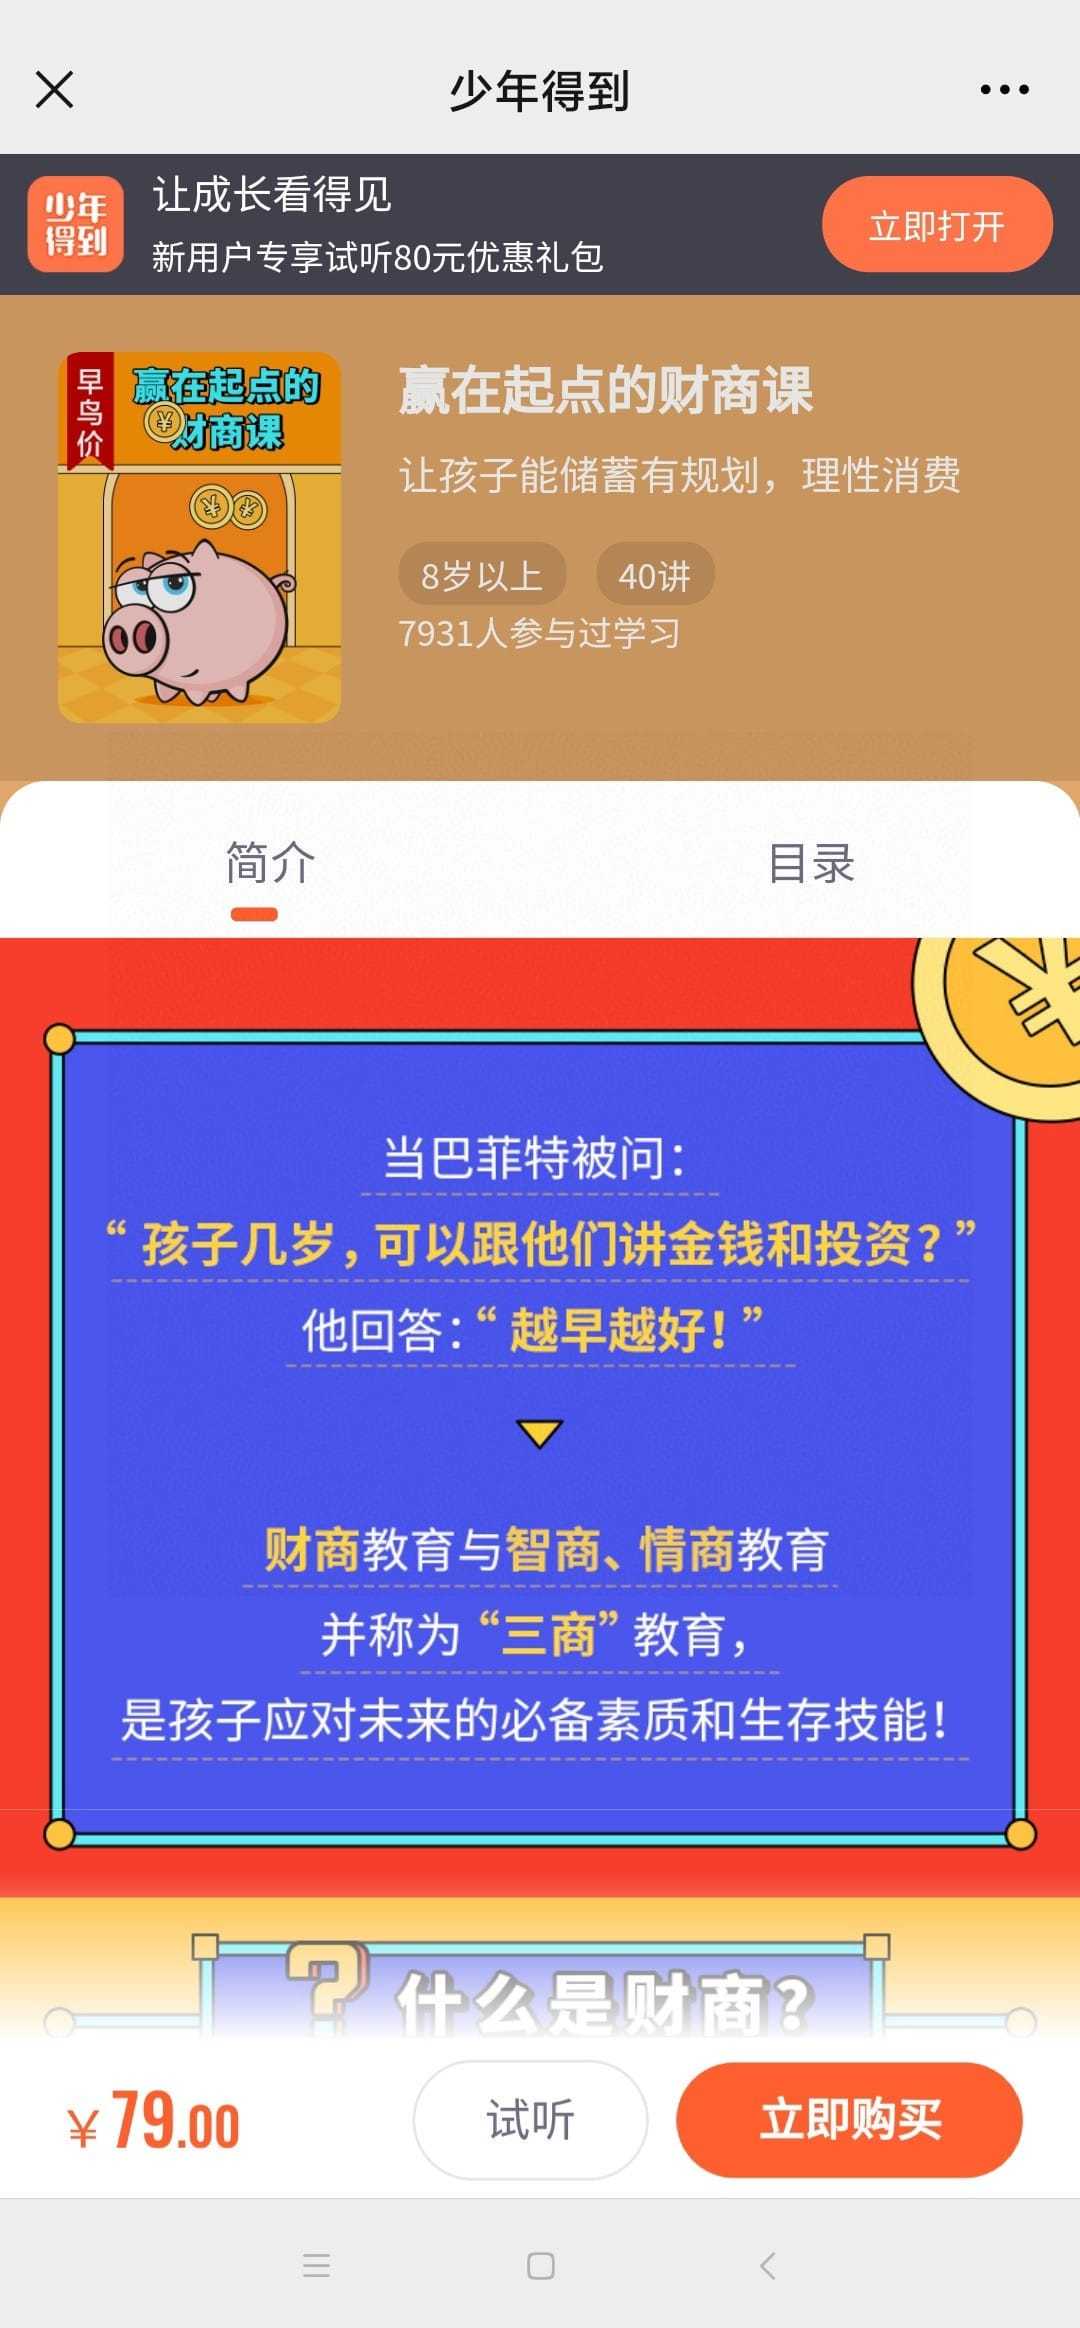 少年得到
少年
得到
让成长看得见
新用户专享试听80元优惠礼包
立即打开
早鸟价
赢在起点的
财商课
赢在起点的财商课
让孩子能储蓄有规划，理性消费
8岁以上
40讲
7931人参与过学习
简介
目录
当巴菲特被问：
“孩子几岁，可以跟他们讲金钱和投资？”
他回答：“越早越好！”
财商教育与智商、情商教育
并称为“三商”教育，
是孩子应对未来的必备素质和生存技能！
什么是财商？
¥79.00
试听
立即购买